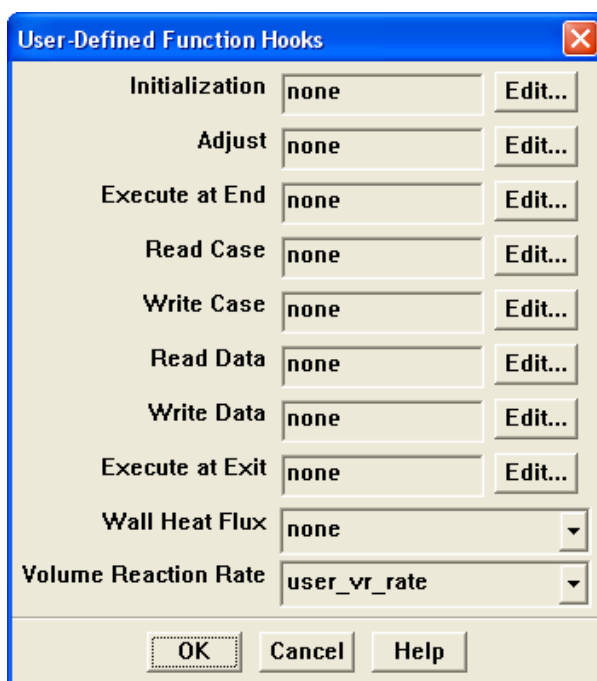 User-Defined Function Hooks
Initialization none Edit...
Adjust none Edit...
Execute at End none Edit...
Read Case none Edit...
Write Case none Edit...
Read Data none Edit...
Write Data none Edit...
Execute at Exit none Edit...
Wall Heat Flux none
Volume Reaction Rate user_vr_rate
OK Cancel Help